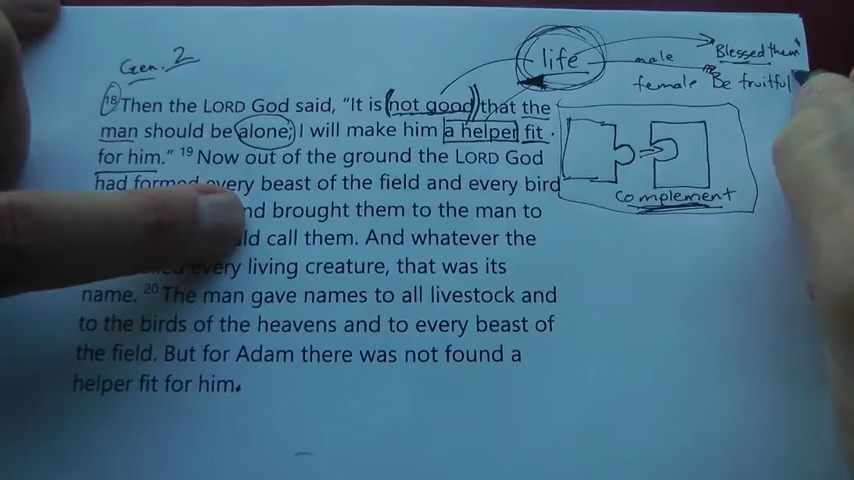 Gen. 2
life
male
female
Blessed them"
"Be fruitful
18 Then the LORD God said, "It is not good that the
man should be alone; I will make him a helper fit
for him." 19 Now out of the ground the LORD God
had formed every beast of the field and every bird
nd brought them to the man to
ld call them. And whatever the
every living creature, that was its
name. 20 The man gave names to all livestock and
to the birds of the heavens and to every beast of
the field. But for Adam there was not found a
helper fit for him.
complement